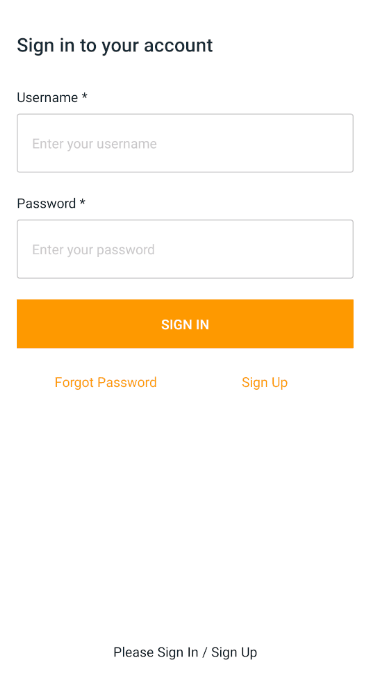 Sign in to your account
Username *
Enter your username
Password *
Enter your password
SIGN IN
Forgot Password
Sign Up
Please Sign In / Sign Up